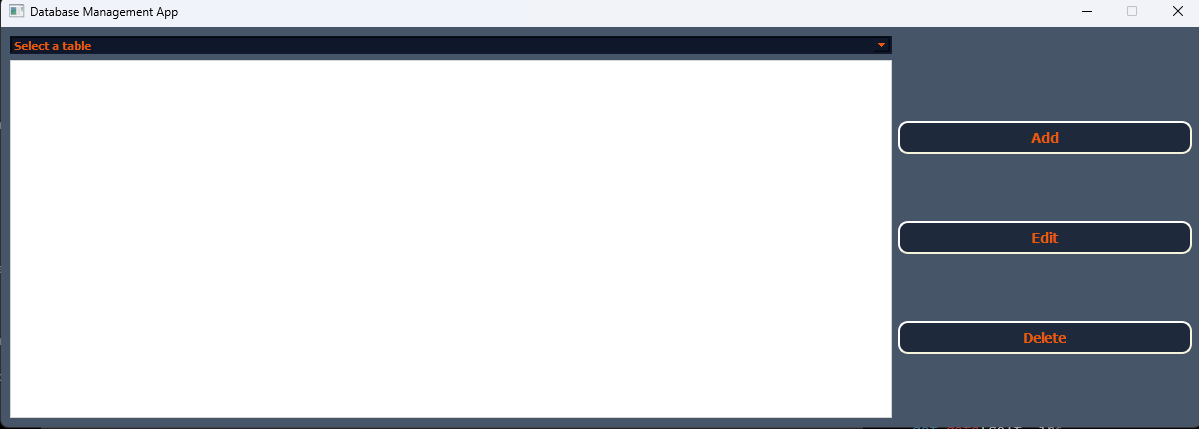 Database Management App
Select a table
Add
Edit
Delete